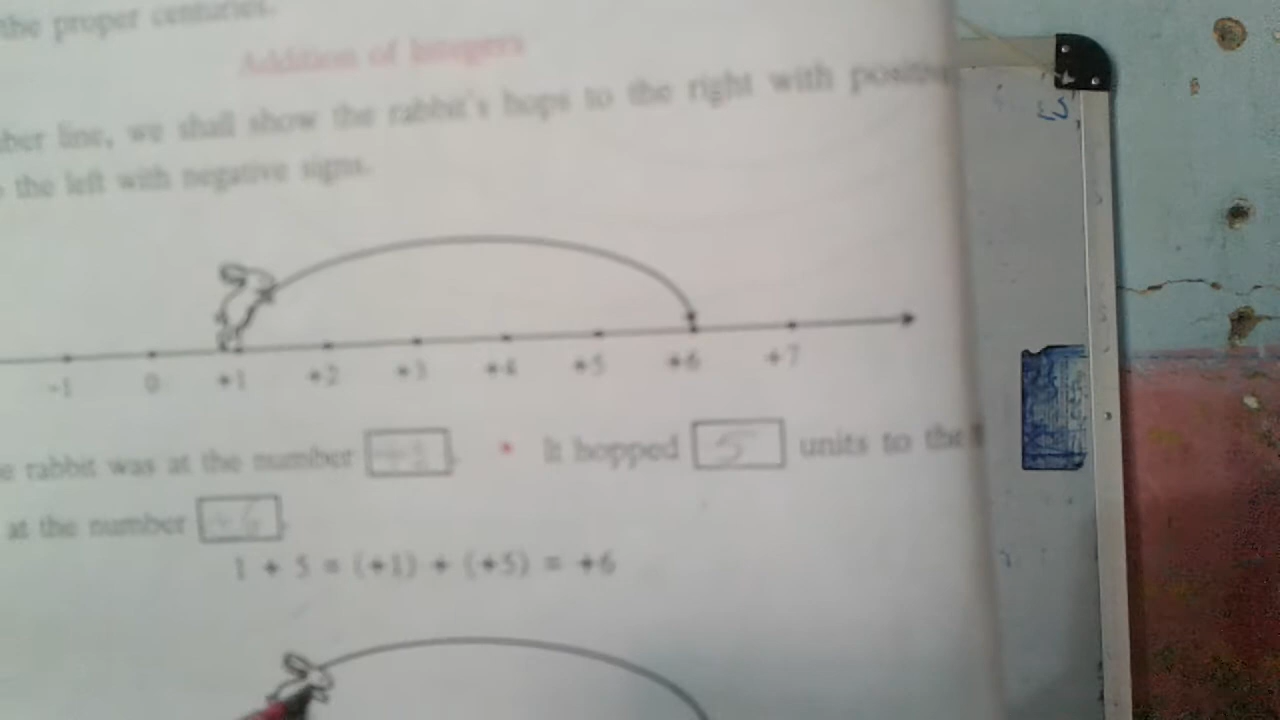 the proper centuries.
Addition of Integers
ber line, we shall show the rabbit's hops to the right with positive
the left with negative signs.
-1 0 +1 +2 +3 +4 +5 +6 +7
rabbit was at the number +1. • It hopped 5 units to the
at the number +6.
1 + 5 = (+1) + (+5) = +6